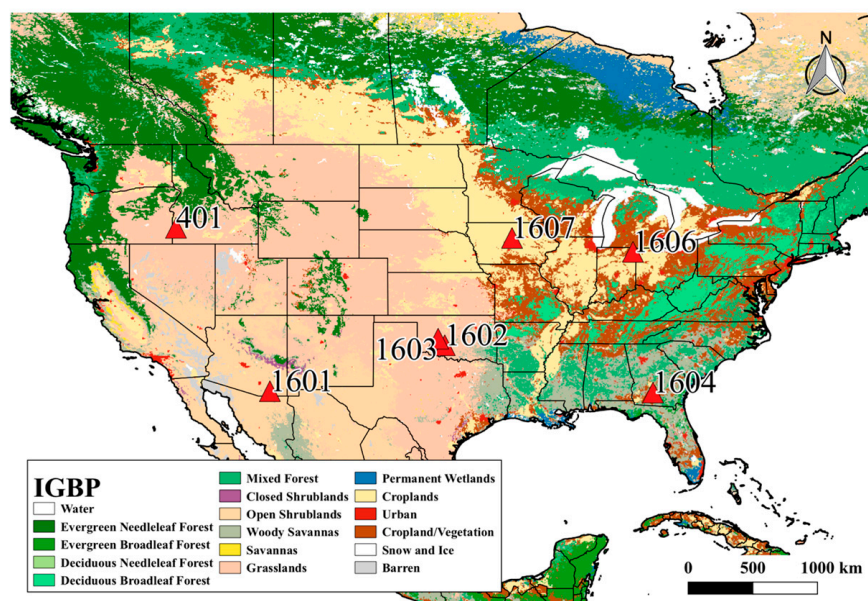 N
401
1607
1606
1602
1603
1601
1604
IGBP
Water
Evergreen Needleleaf Forest
Evergreen Broadleaf Forest
Deciduous Needleleaf Forest
Deciduous Broadleaf Forest
Mixed Forest
Closed Shrublands
Open Shrublands
Woody Savannas
Savannas
Grasslands
Permanent Wetlands
Croplands
Urban
Cropland/Vegetation
Snow and Ice
Barren
0 500 1000 km